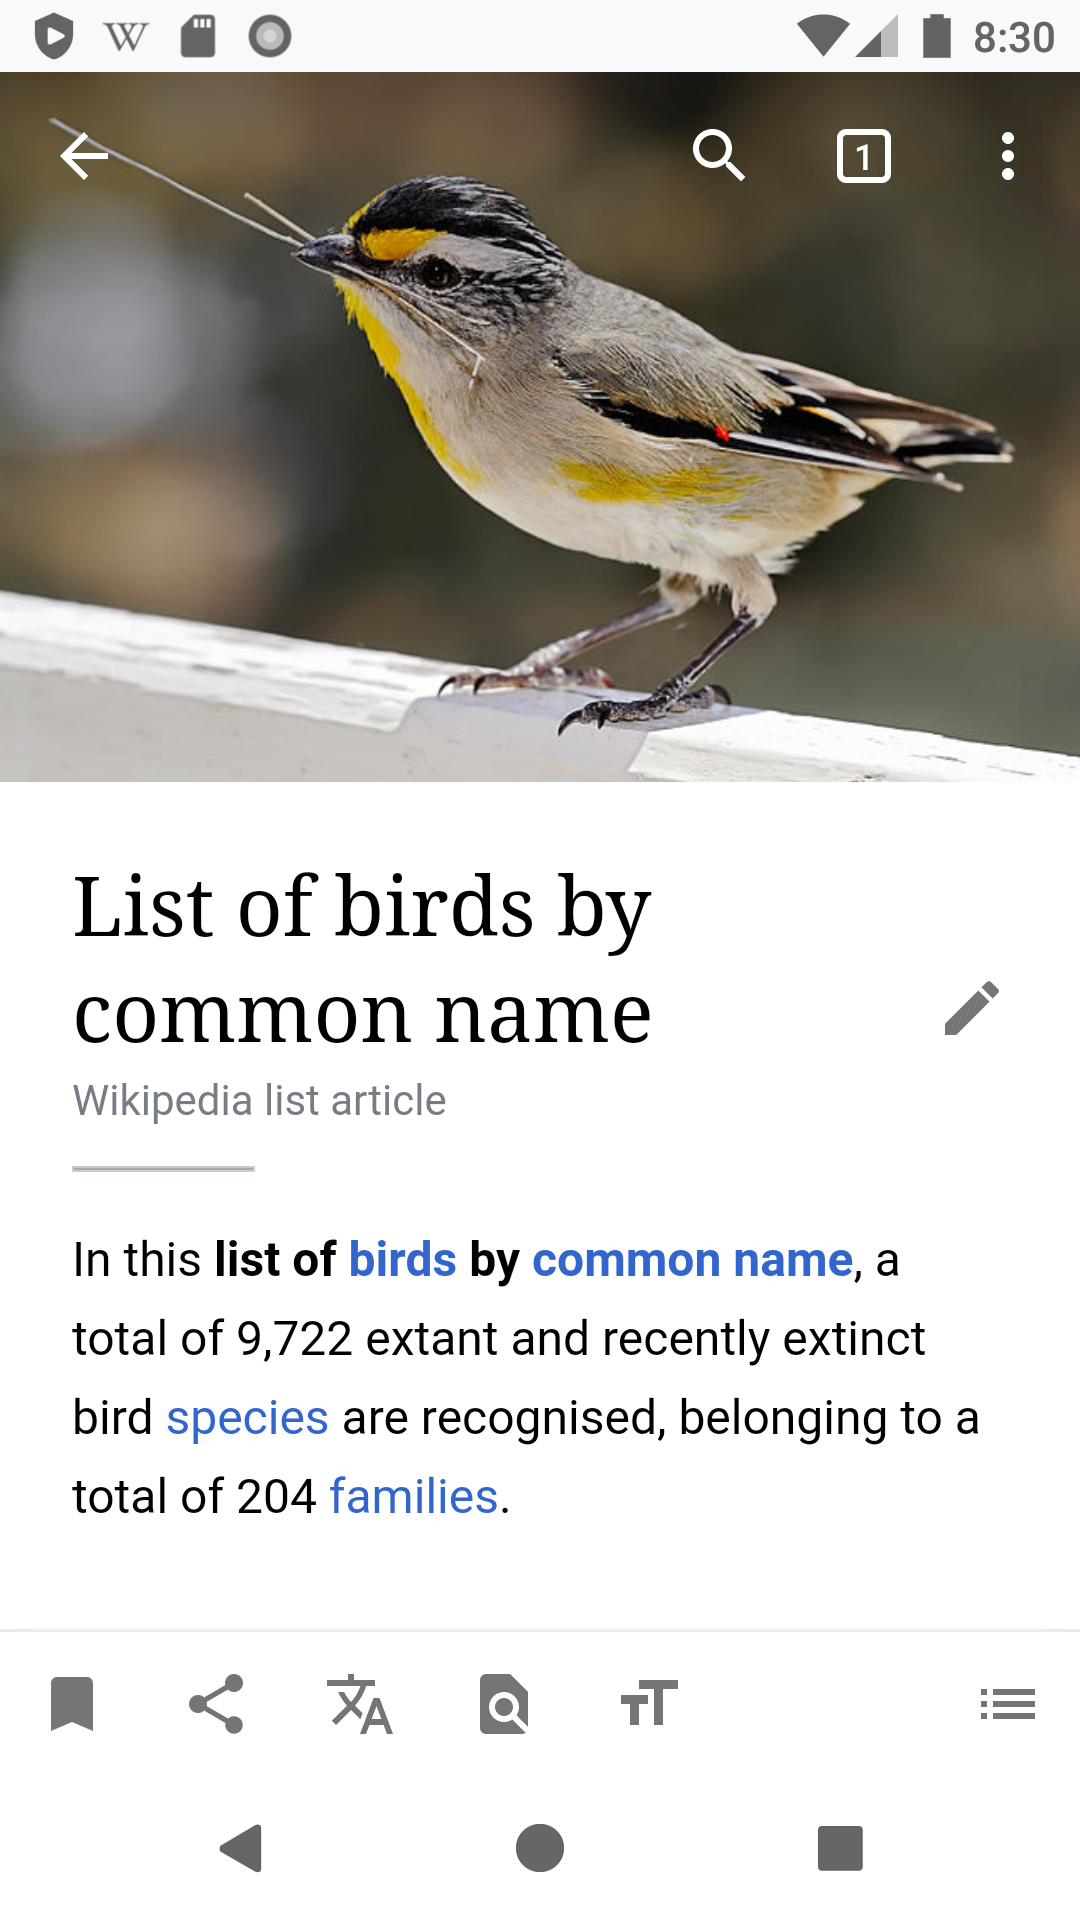 W 8:30
1
List of birds by
common name
Wikipedia list article
In this list of birds by common name, a
total of 9,722 extant and recently extinct
bird species are recognised, belonging to a
total of 204 families.